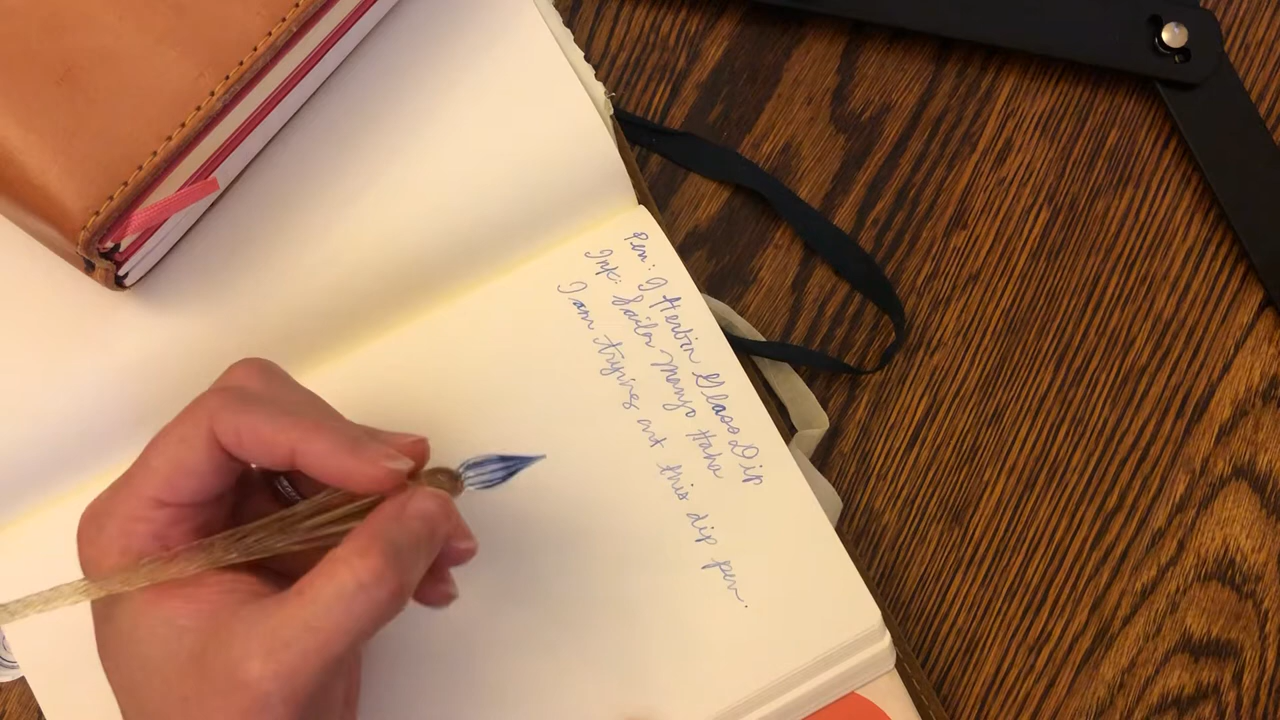 Pen: J Herbin Glass Dip
Ink: Sailor Manyo Haha
I am trying out this dip pen.